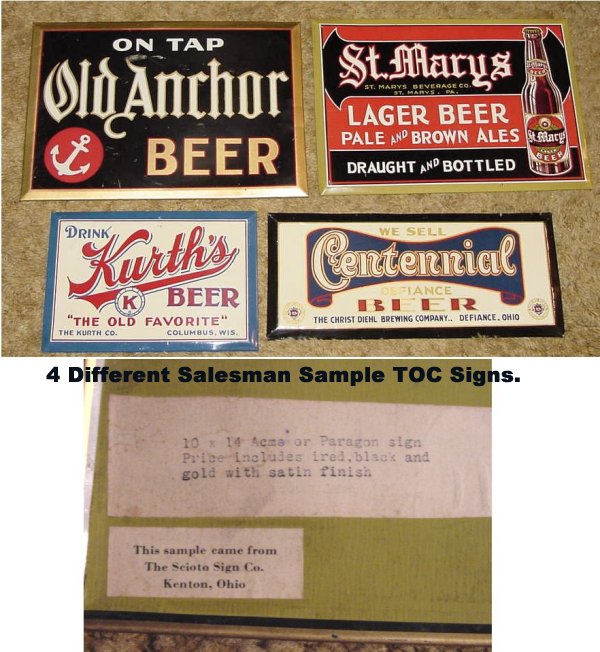 ON TAP
Old Anchor
BEER
St. Marys
ST. MARYS BEVERAGE CO.
ST. MARYS, PA.
LAGER BEER
PALE AND BROWN ALES
DRAUGHT AND BOTTLED
St. Marys
BEER
DRINK
Kurth's
K BEER
"THE OLD FAVORITE"
THE KURTH CO. COLUMBUS, WIS.
WE SELL
Centennial
DEFIANCE
BEER
THE CHRIST DIEHL BREWING COMPANY., DEFIANCE, OHIO
4 Different Salesman Sample TOC Signs.
10 x 14 Acme or Paragon sign
Price includes ired,black and
gold with satin finish
This sample came from
The Scioto Sign Co.
Kenton, Ohio